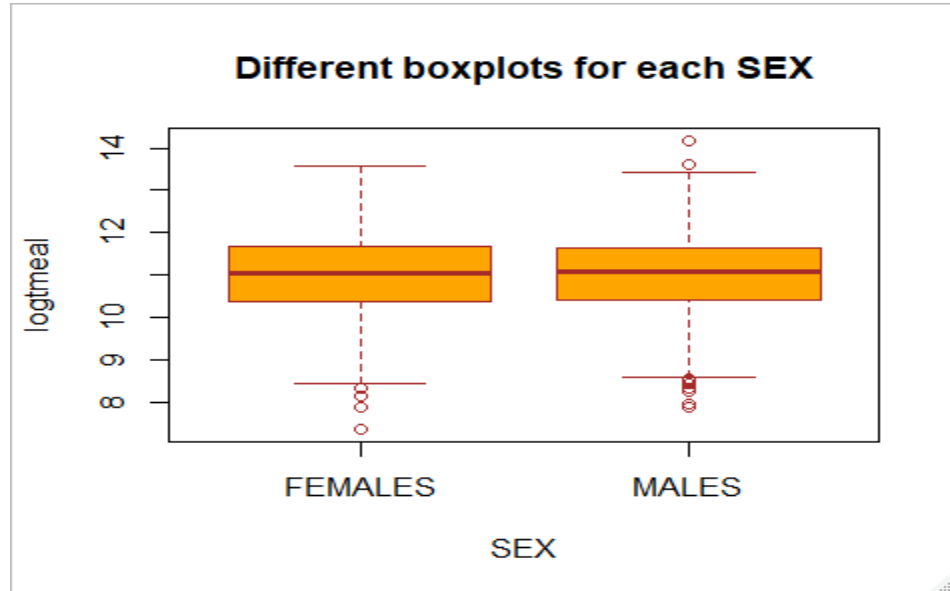 Different boxplots for each SEX
logtmeal
14
12
10
9
8
FEMALES MALES
SEX